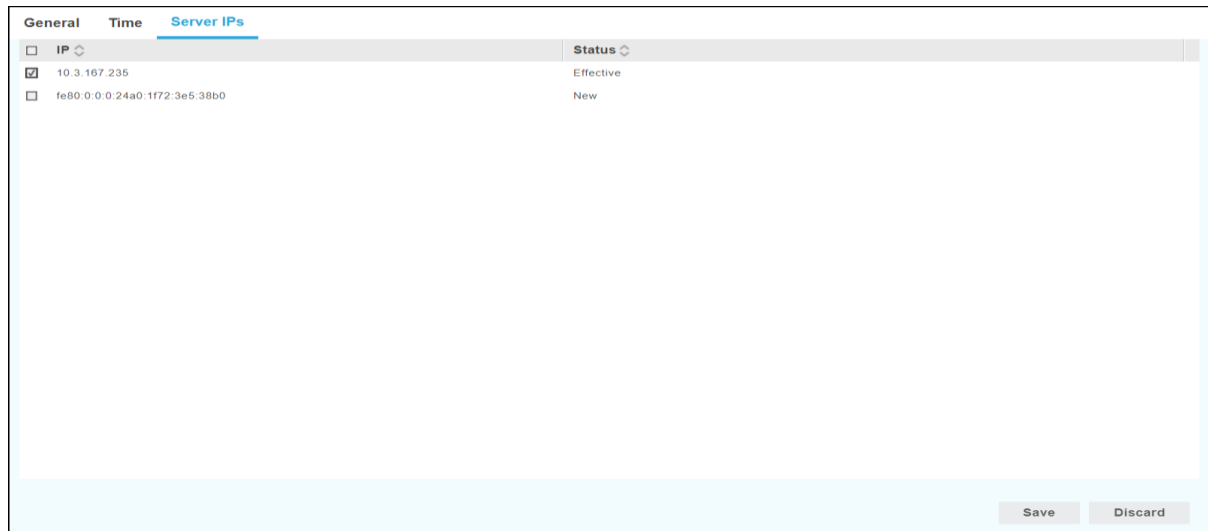 General Time Server IPs
IP Status
10.3.167.235 Effective
fe80:0:0:0:24a0:1f72:3e5:38b0 New
Save Discard